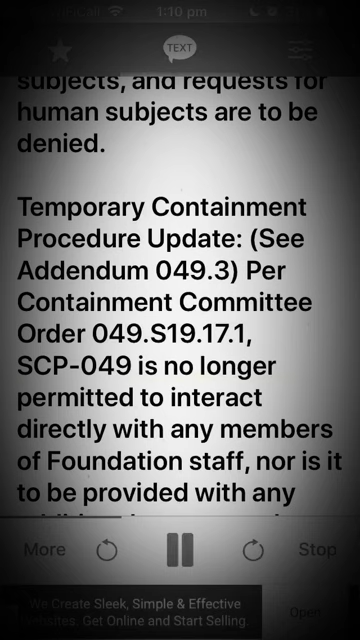 1:10 pm
TEXT
subjects, and requests for
human subjects are to be
denied.
Temporary Containment
Procedure Update: (See
Addendum 049.3) Per
Containment Committee
Order 049.S19.17.1,
SCP-049 is no longer
permitted to interact
directly with any members
of Foundation staff, nor is it
to be provided with any
More
Stop
We Create Sleek, Simple & Effective
Websites. Get Online and Start Selling.
Open